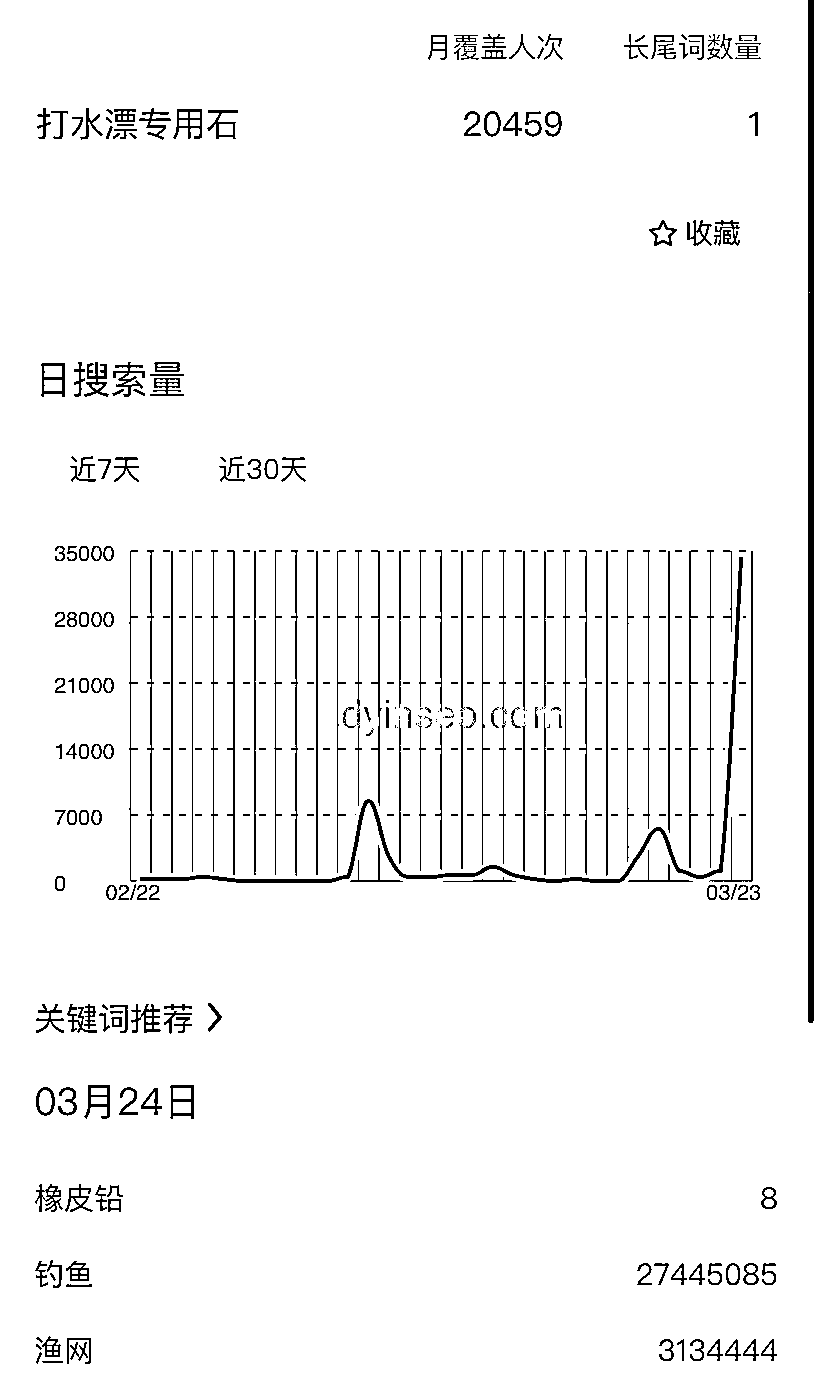 月覆盖人次 长尾词数量
打水漂专用石 20459 1
收藏
日搜索量
近7天 近30天
35000
28000
21000
dyinseo.com
14000
7000
0
02/22 03/23
关键词推荐
03月24日
橡皮铅 8
钓鱼 27445085
渔网 3134444